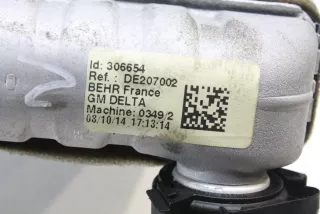 Id: 306654
Ref. : DE207002
BEHR France
GM DELTA
Machine: 0349/2
03/10/14 17:13:14